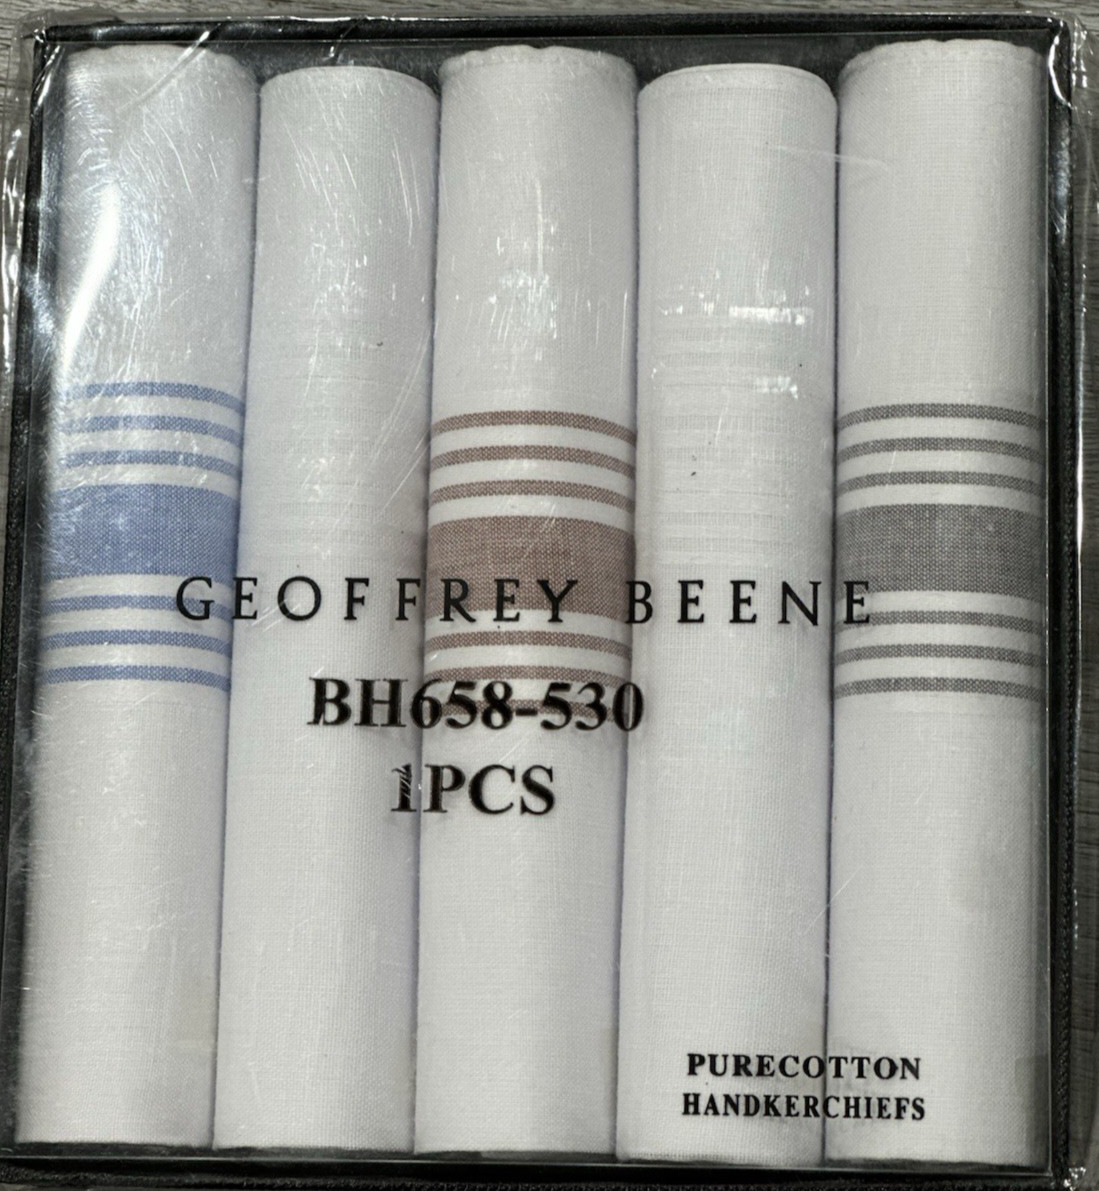 GEOFFREY BEENE
BH658-530
1PCS
PURECOTTON
HANDKERCHIEFS